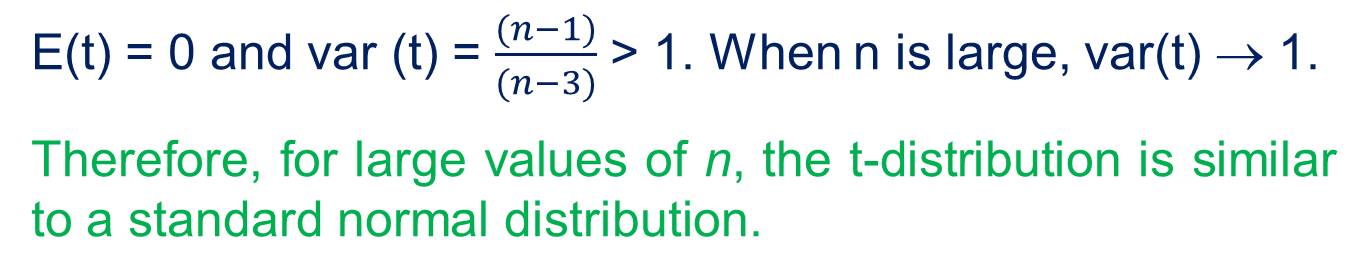 E(t) = 0 and var (t) = (n−1)/(n−3) > 1. When n is large, var(t) → 1.
Therefore, for large values of n, the t-distribution is similar
to a standard normal distribution.